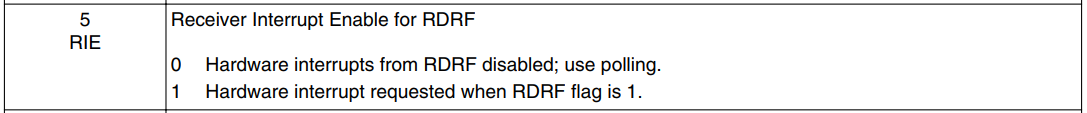 5
RIE
Receiver Interrupt Enable for RDRF
0 Hardware interrupts from RDRF disabled; use polling.
1 Hardware interrupt requested when RDRF flag is 1.